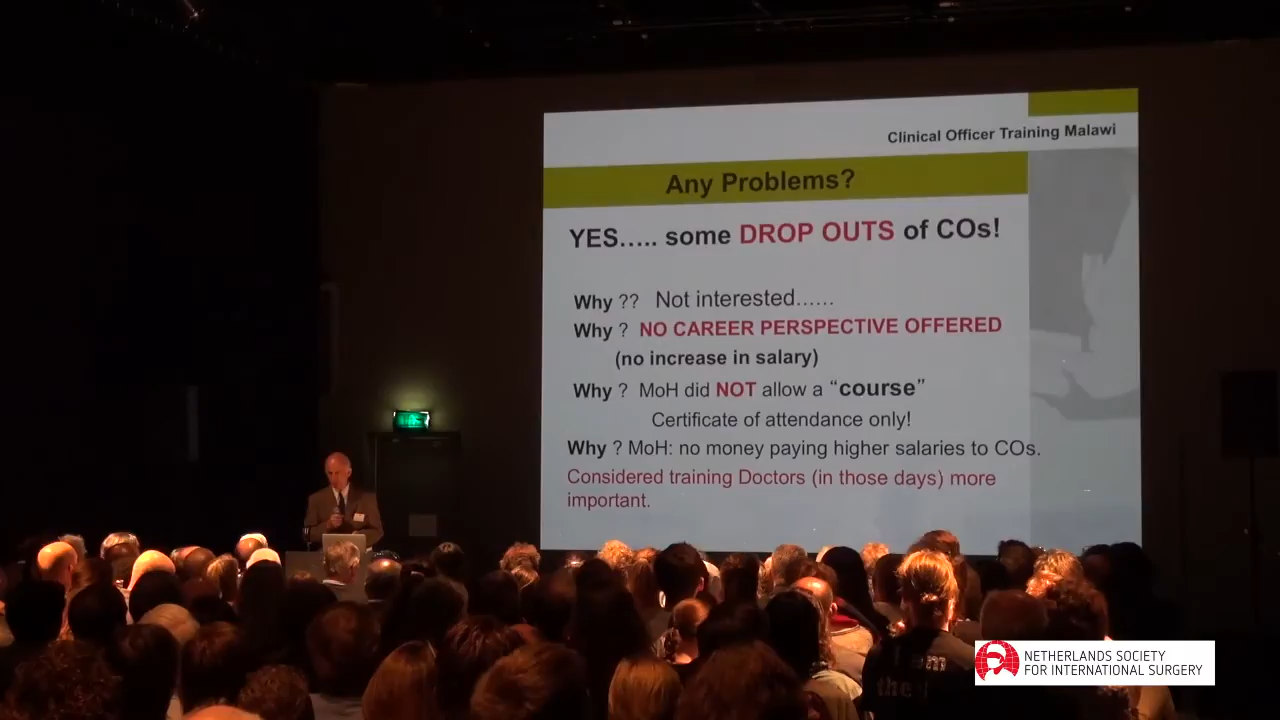 Clinical Officer Training Malawi
Any Problems?
YES….. some DROP OUTS of COs!
Why ?? Not interested……
Why ? NO CAREER PERSPECTIVE OFFERED
(no increase in salary)
Why ? MoH did NOT allow a “course”
Certificate of attendance only!
Why ? MoH: no money paying higher salaries to COs.
Considered training Doctors (in those days) more
important.
I am
the
NETHERLANDS SOCIETY
FOR INTERNATIONAL SURGERY